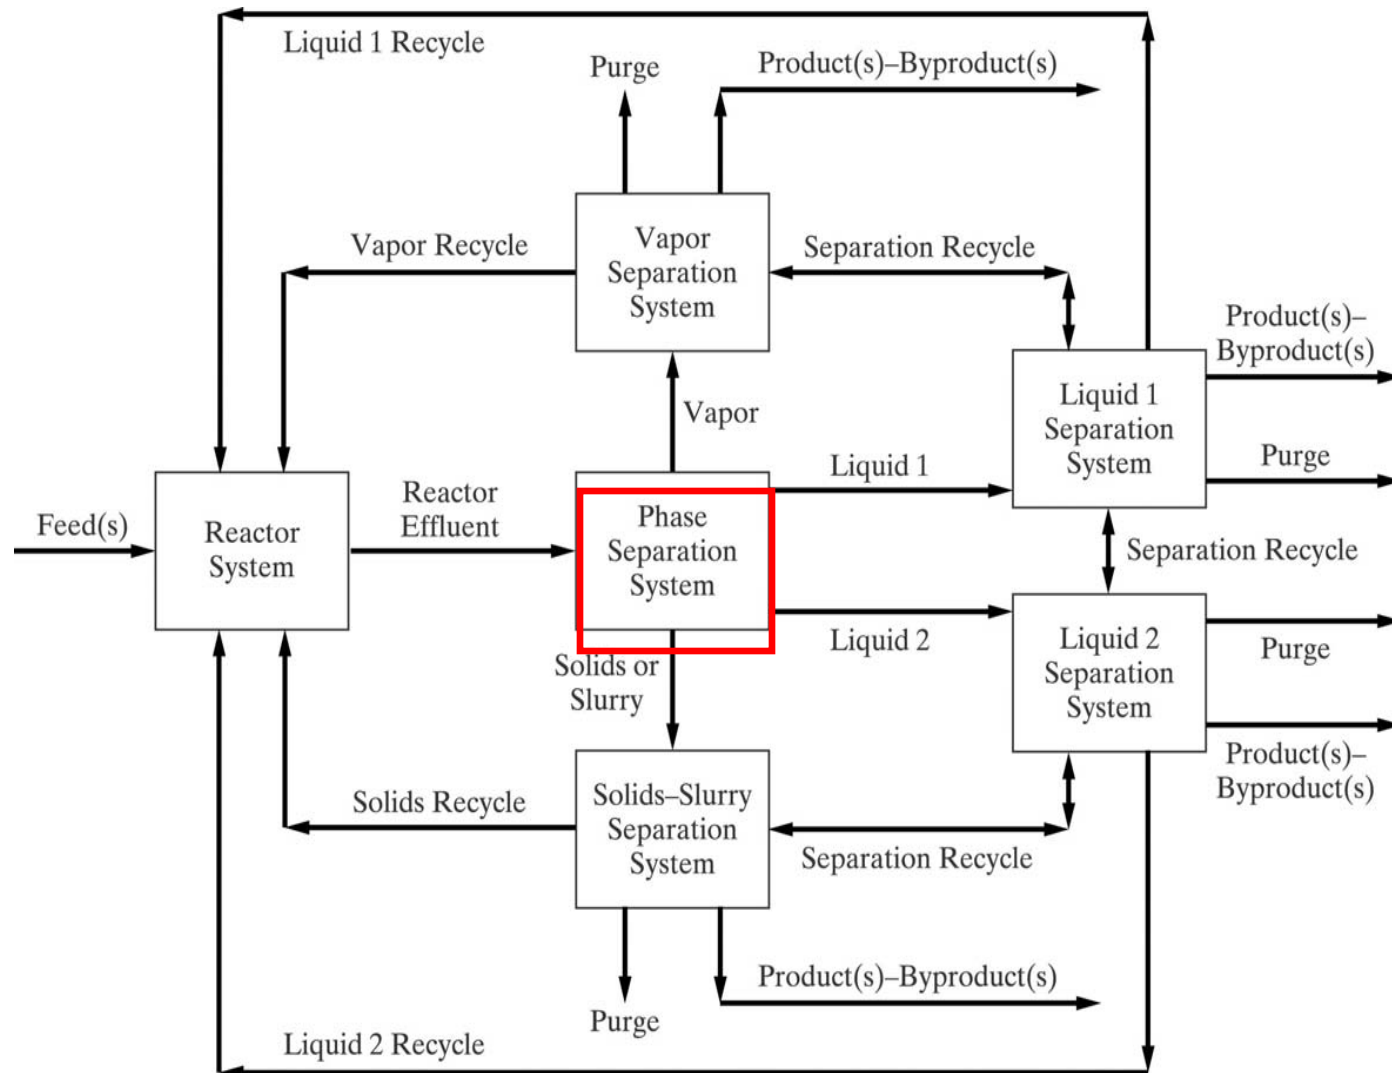 Liquid 1 Recycle
Purge
Product(s)–Byproduct(s)
Vapor Recycle
Vapor
Separation
System
Separation Recycle
Product(s)–
Byproduct(s)
Liquid 1
Separation
System
Purge
Vapor
Liquid 1
Feed(s)
Reactor
System
Reactor
Effluent
Phase
Separation
System
Separation Recycle
Liquid 2
Liquid 2
Separation
System
Purge
Product(s)–
Byproduct(s)
Solids or
Slurry
Solids Recycle
Solids–Slurry
Separation
System
Separation Recycle
Product(s)–Byproduct(s)
Purge
Liquid 2 Recycle